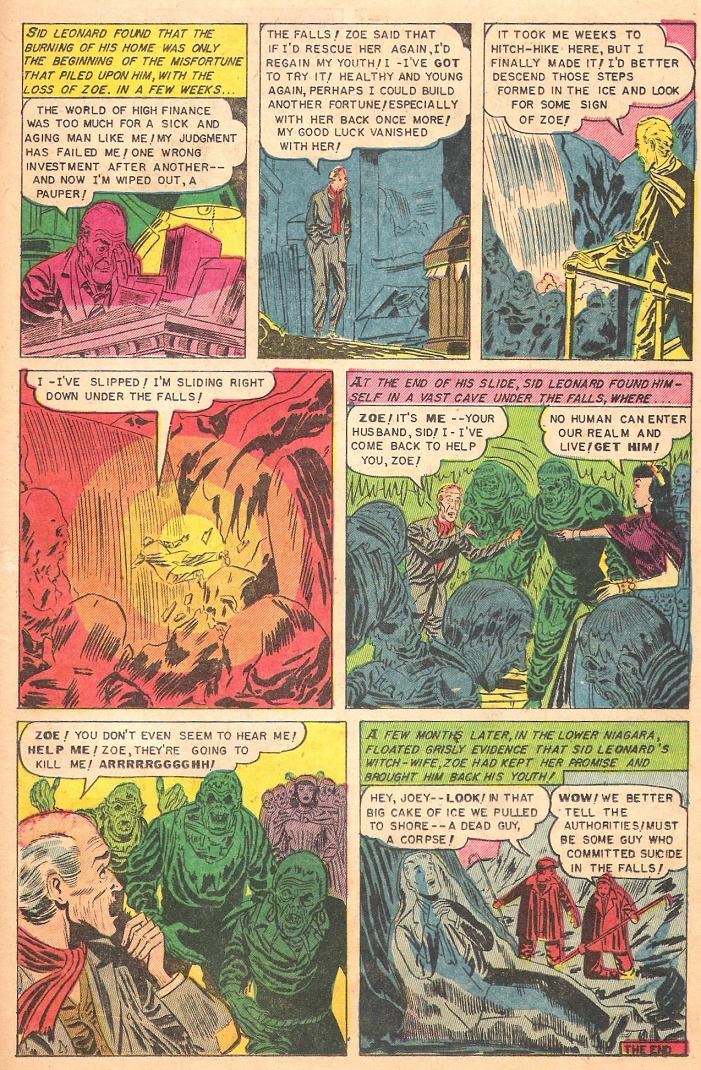 SID LEONARD FOUND THAT THE
BURNING OF HIS HOME WAS ONLY
THE BEGINNING OF THE MISFORTUNE
THAT PILED UPON HIM, WITH THE
LOSS OF ZOE. IN A FEW WEEKS...
THE WORLD OF HIGH FINANCE
WAS TOO MUCH FOR A SICK AND
AGING MAN LIKE ME! MY JUDGMENT
HAS FAILED ME! ONE WRONG
INVESTMENT AFTER ANOTHER--
AND NOW I'M WIPED OUT, A
PAUPER!
THE FALLS! ZOE SAID THAT
IF I'D RESCUE HER AGAIN, I'D
REGAIN MY YOUTH! I-I'VE GOT
TO TRY IT! HEALTHY AND YOUNG
AGAIN, PERHAPS I COULD BUILD
ANOTHER FORTUNE! ESPECIALLY
WITH HER BACK ONCE MORE!
MY GOOD LUCK VANISHED
WITH HER!
IT TOOK ME WEEKS TO
HITCH-HIKE HERE, BUT I
FINALLY MADE IT! I'D BETTER
DESCEND THOSE STEPS
FORMED IN THE ICE AND LOOK
FOR SOME SIGN
OF ZOE!
I-I'VE SLIPPED! I'M SLIDING RIGHT
DOWN UNDER THE FALLS!
AT THE END OF HIS SLIDE, SID LEONARD FOUND HIM-
SELF IN A VAST CAVE UNDER THE FALLS, WHERE...
ZOE! IT'S ME--YOUR
HUSBAND, SID! I-I'VE
COME BACK TO HELP
YOU, ZOE!
NO HUMAN CAN ENTER
OUR REALM AND
LIVE! GET HIM!
ZOE! YOU DON'T EVEN SEEM TO HEAR ME!
HELP ME! ZOE, THEY'RE GOING TO
KILL ME! ARRRRRGGGGHH!
A FEW MONTHS LATER, IN THE LOWER NIAGARA,
FLOATED GRISLY EVIDENCE THAT SID LEONARD'S
WITCH-WIFE, ZOE HAD KEPT HER PROMISE AND
BROUGHT HIM BACK HIS YOUTH!
HEY, JOEY--LOOK! IN THAT
BIG CAKE OF ICE WE PULLED
TO SHORE--A DEAD GUY,
A CORPSE!
WOW! WE BETTER
TELL THE
AUTHORITIES! MUST
BE SOME GUY WHO
COMMITTED SUICIDE
IN THE FALLS!
THE END